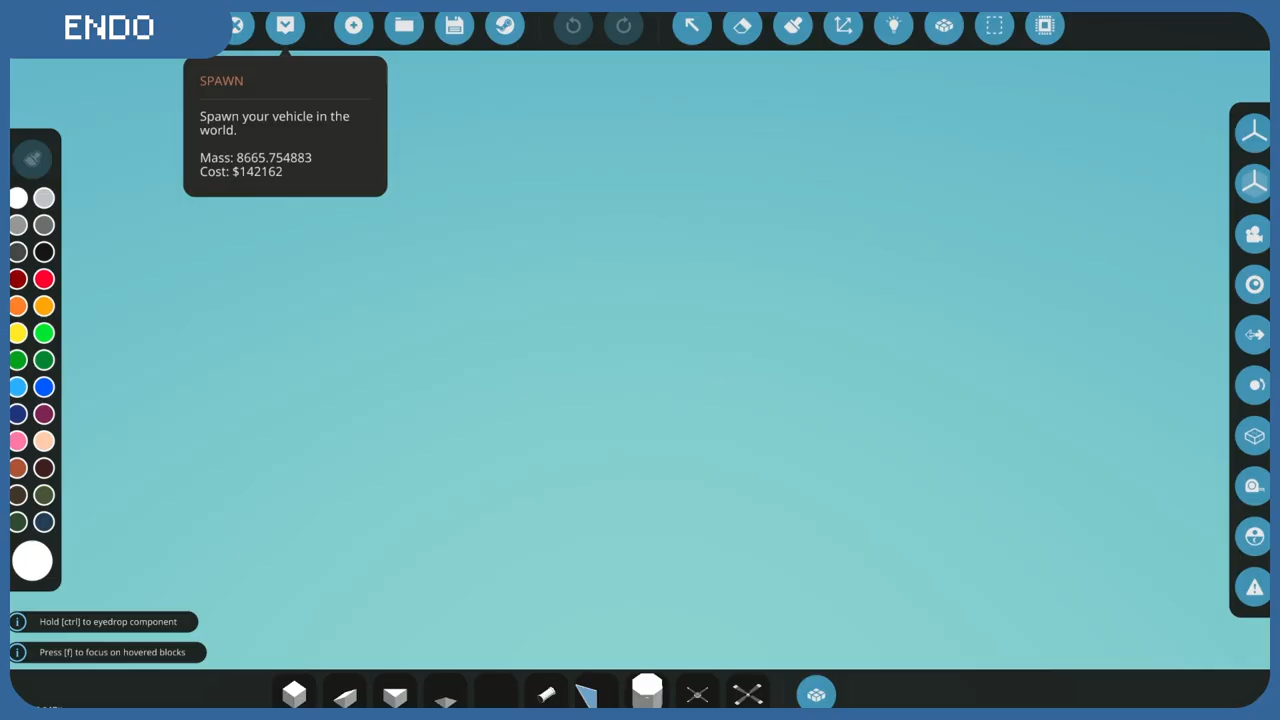 ENDO
SPAWN
Spawn your vehicle in the
world.
Mass: 8665.754883
Cost: $142162
Hold [ctrl] to eyedrop component
Press [f] to focus on hovered blocks